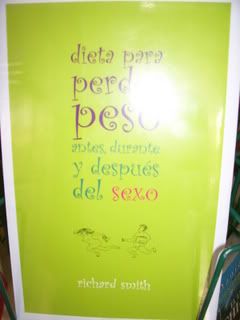 dieta para
perder
peso
antes, durante
y después
del sexo
richard smith